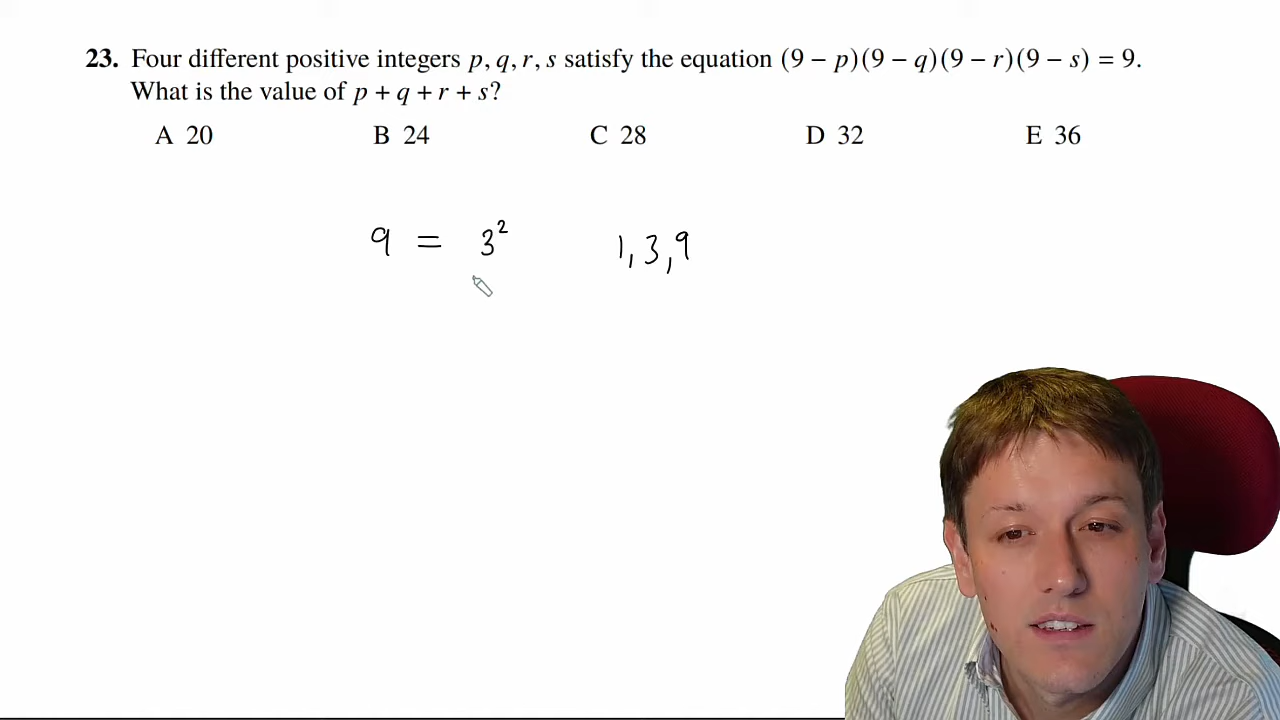 23. Four different positive integers p, q, r, s satisfy the equation (9 − p)(9 − q)(9 − r)(9 − s) = 9.
What is the value of p + q + r + s?
A 20 B 24 C 28 D 32 E 36
9 = 3² 1, 3, 9